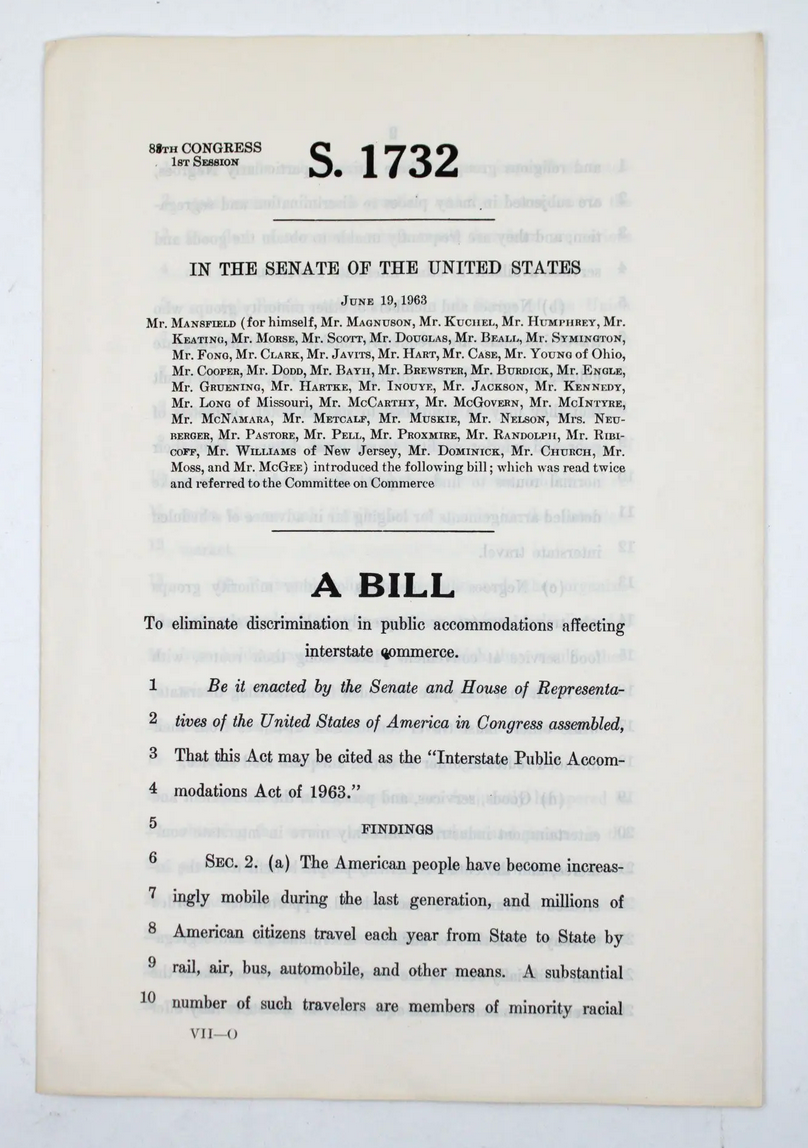 88TH CONGRESS
1ST SESSION
S. 1732
IN THE SENATE OF THE UNITED STATES
JUNE 19, 1963
Mr. MANSFIELD (for himself, Mr. MAGNUSON, Mr. KUCHEL, Mr. HUMPHREY, Mr.
KEATING, Mr. MORSE, Mr. SCOTT, Mr. DOUGLAS, Mr. BEALL, Mr. SYMINGTON,
Mr. FONG, Mr. CLARK, Mr. JAVITS, Mr. HART, Mr. CASE, Mr. YOUNG of Ohio,
Mr. COOPER, Mr. DODD, Mr. BAYH, Mr. BREWSTER, Mr. BURDICK, Mr. ENGLE,
Mr. GRUENING, Mr. HARTKE, Mr. INOUYE, Mr. JACKSON, Mr. KENNEDY,
Mr. LONG of Missouri, Mr. MCCARTHY, Mr. MCGOVERN, Mr. MCINTYRE,
Mr. MCNAMARA, Mr. METCALF, Mr. MUSKIE, Mr. NELSON, Mrs. NEU-
BERGER, Mr. PASTORE, Mr. PELL, Mr. PROXMIRE, Mr. RANDOLPH, Mr. RIBI-
COFF, Mr. WILLIAMS of New Jersey, Mr. DOMINICK, Mr. CHURCH, Mr.
MOSS, and Mr. MCGEE) introduced the following bill; which was read twice
and referred to the Committee on Commerce
A BILL
To eliminate discrimination in public accommodations affecting
interstate commerce.
1 Be it enacted by the Senate and House of Representa-
2 tives of the United States of America in Congress assembled,
3 That this Act may be cited as the “Interstate Public Accom-
4 modations Act of 1963.”
5 FINDINGS
6 SEC. 2. (a) The American people have become increas-
7 ingly mobile during the last generation, and millions of
8 American citizens travel each year from State to State by
9 rail, air, bus, automobile, and other means. A substantial
10 number of such travelers are members of minority racial
VII—O